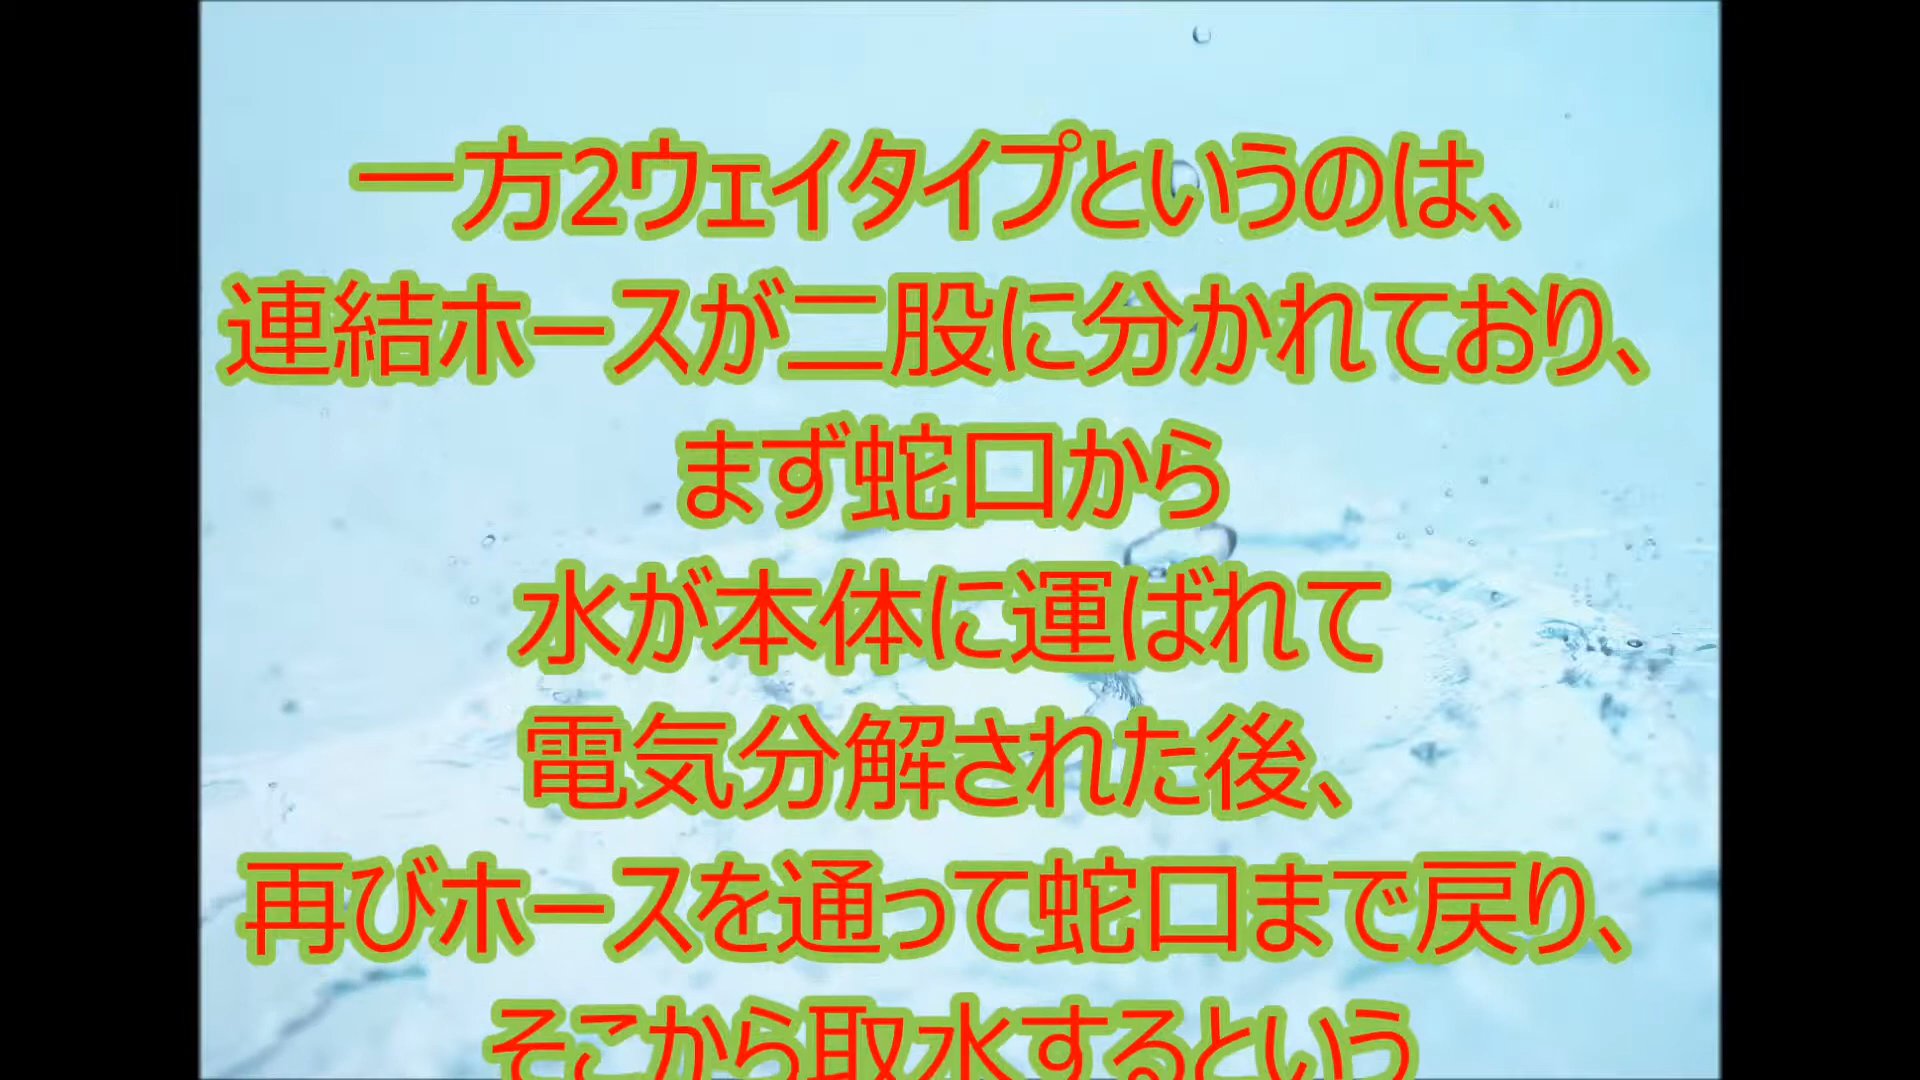 一方2ウェイタイプというのは、
連結ホースが二股に分かれており、
まず蛇口から
水が本体に運ばれて
電気分解された後、
再びホースを通って蛇口まで戻り、
そこから取水するという